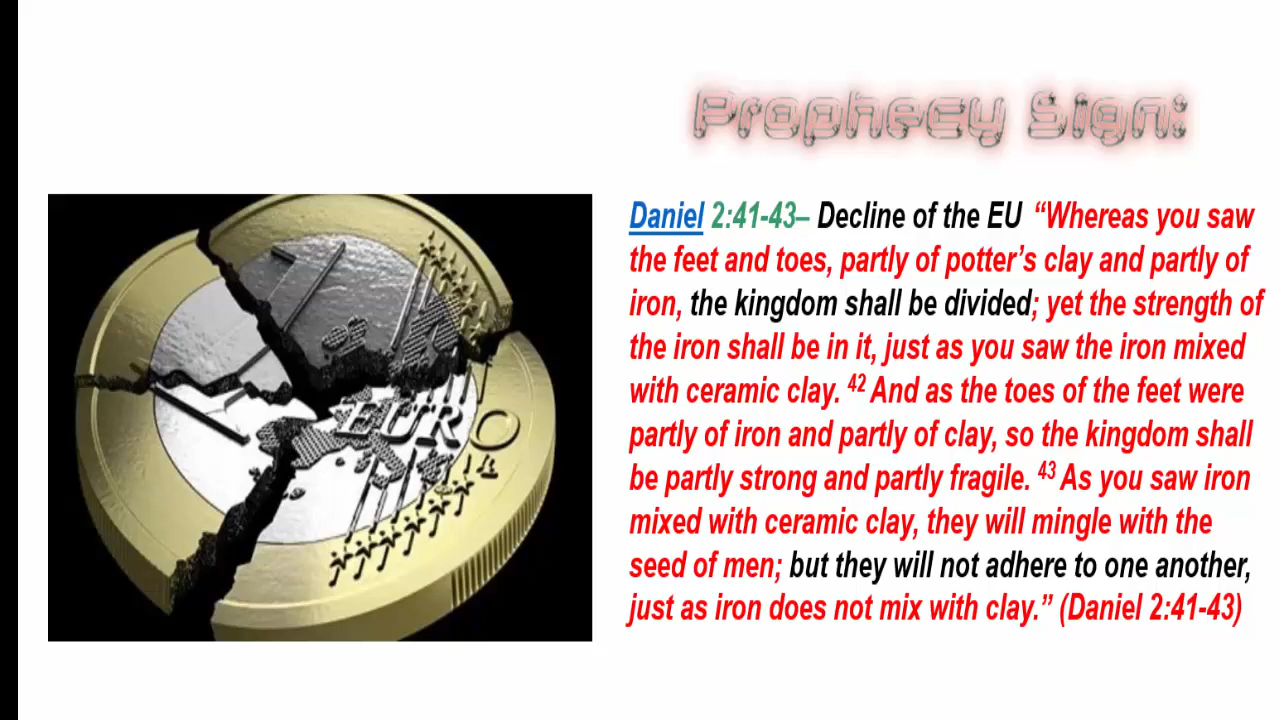 Prophecy Sign:
1
EURO
Daniel 2:41-43– Decline of the EU “Whereas you saw
the feet and toes, partly of potter’s clay and partly of
iron, the kingdom shall be divided; yet the strength of
the iron shall be in it, just as you saw the iron mixed
with ceramic clay. 42 And as the toes of the feet were
partly of iron and partly of clay, so the kingdom shall
be partly strong and partly fragile. 43 As you saw iron
mixed with ceramic clay, they will mingle with the
seed of men; but they will not adhere to one another,
just as iron does not mix with clay.” (Daniel 2:41-43)